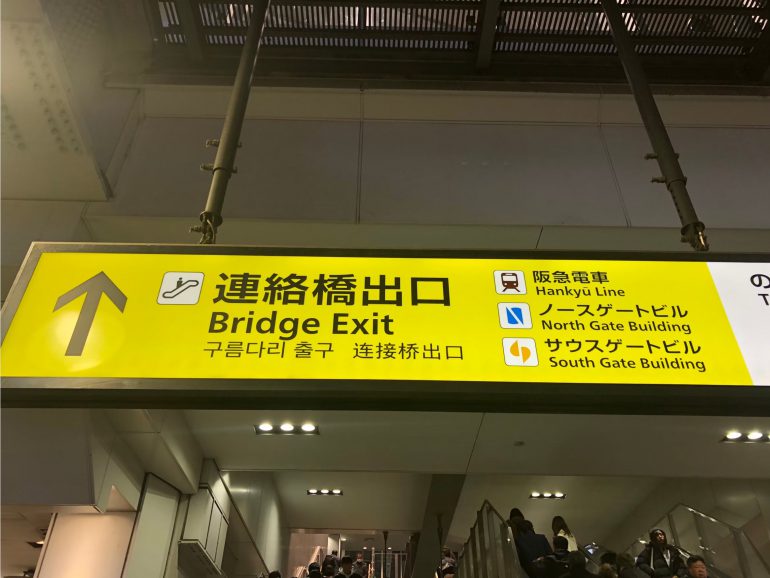 連絡橋出口
Bridge Exit
구름다리 출구 连接桥出口
阪急電車
Hankyū Line
ノースゲートビル
North Gate Building
サウスゲートビル
South Gate Building
の
T